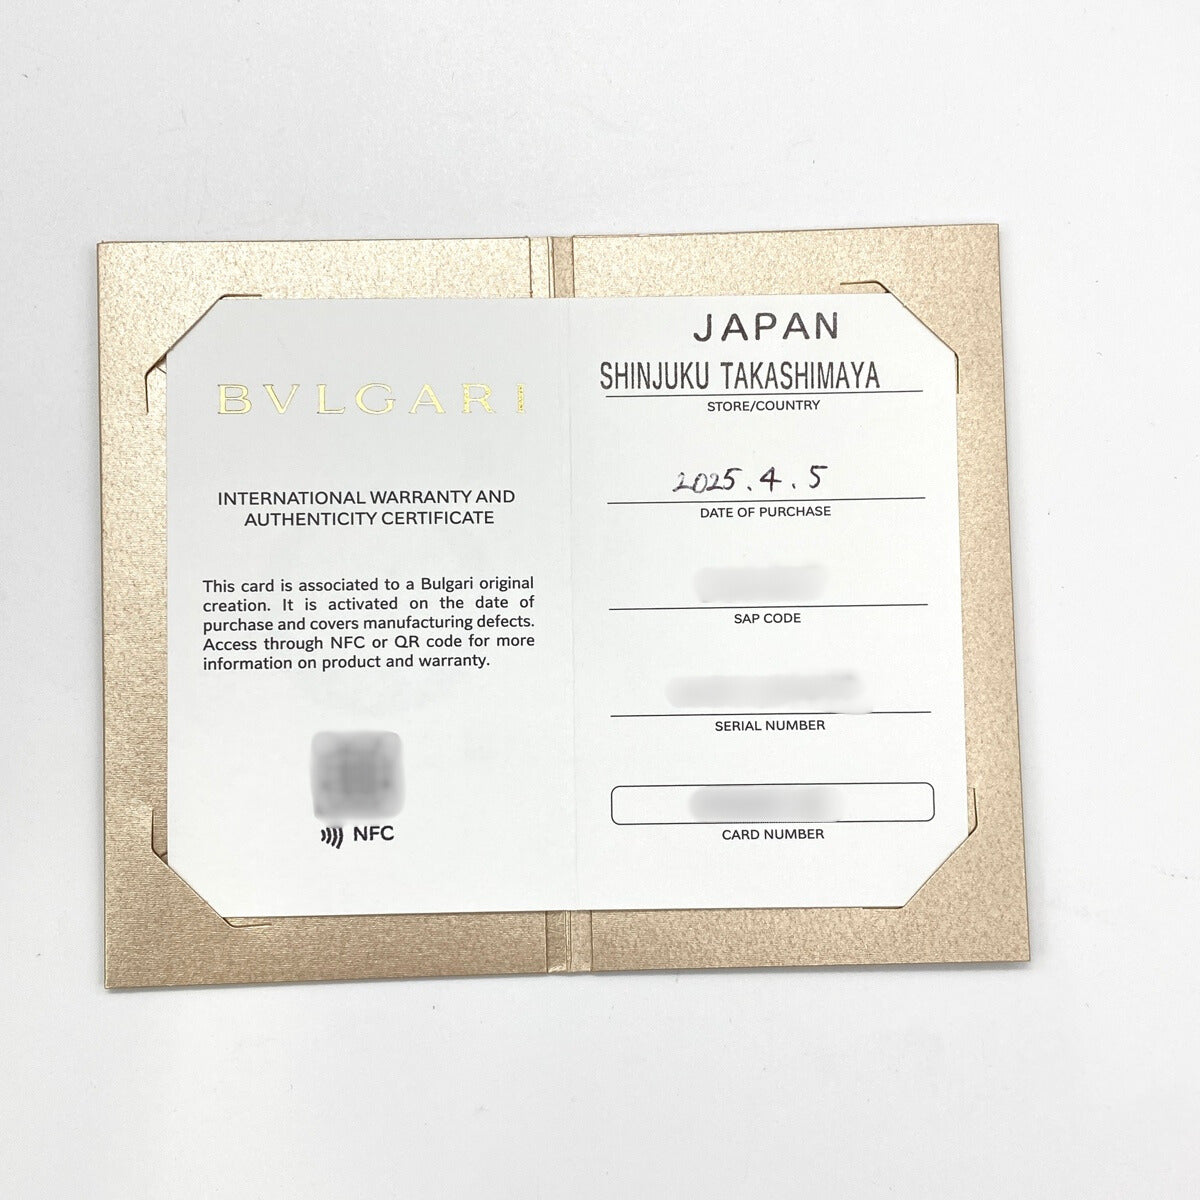 BVLGARI
INTERNATIONAL WARRANTY AND
AUTHENTICITY CERTIFICATE
This card is associated to a Bulgari original
creation. It is activated on the date of
purchase and covers manufacturing defects.
Access through NFC or QR code for more
information on product and warranty.
NFC
JAPAN
SHINJUKU TAKASHIMAYA
STORE/COUNTRY
2025.4.5
DATE OF PURCHASE
SAP CODE
SERIAL NUMBER
CARD NUMBER